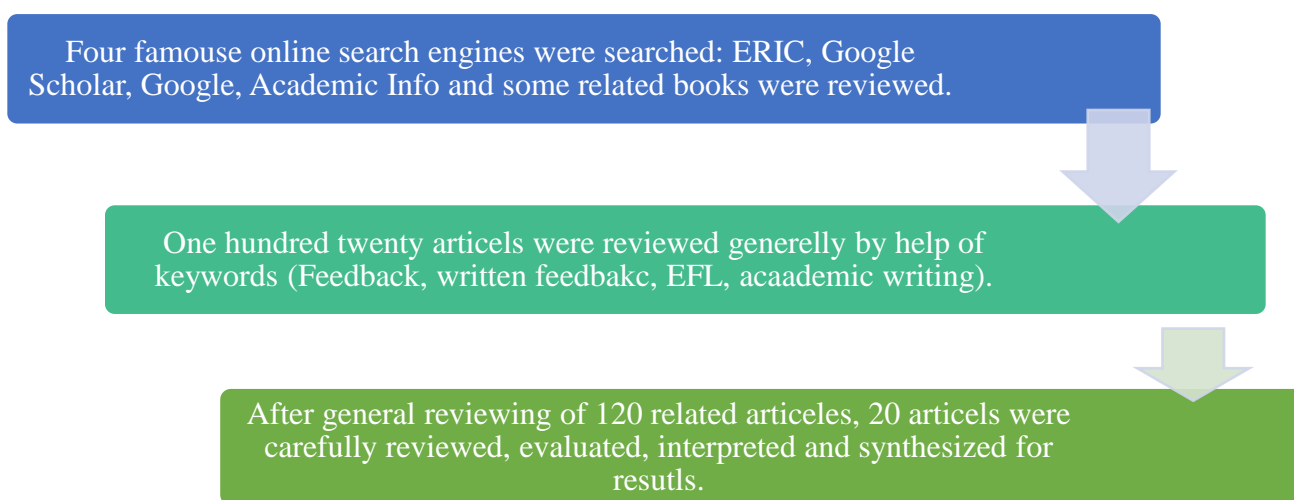 Four famouse online search engines were searched: ERIC, Google
Scholar, Google, Academic Info and some related books were reviewed.
One hundred twenty articels were reviewed generelly by help of
keywords (Feedback, written feedbakc, EFL, acaademic writing).
After general reviewing of 120 related articeles, 20 articels were
carefully reviewed, evaluated, interpreted and synthesized for
resutls.